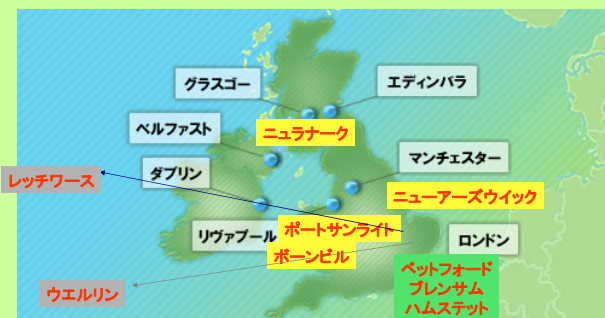 グラスゴー
エディンバラ
ニュラナーク
ベルファスト
マンチェスター
ダブリン
レッチワース
ニューアーズウイック
リヴァプール
ポートサンライト
ボーンビル
ロンドン
ベットフォード
ブレンサム
ハムステット
ウエルリン